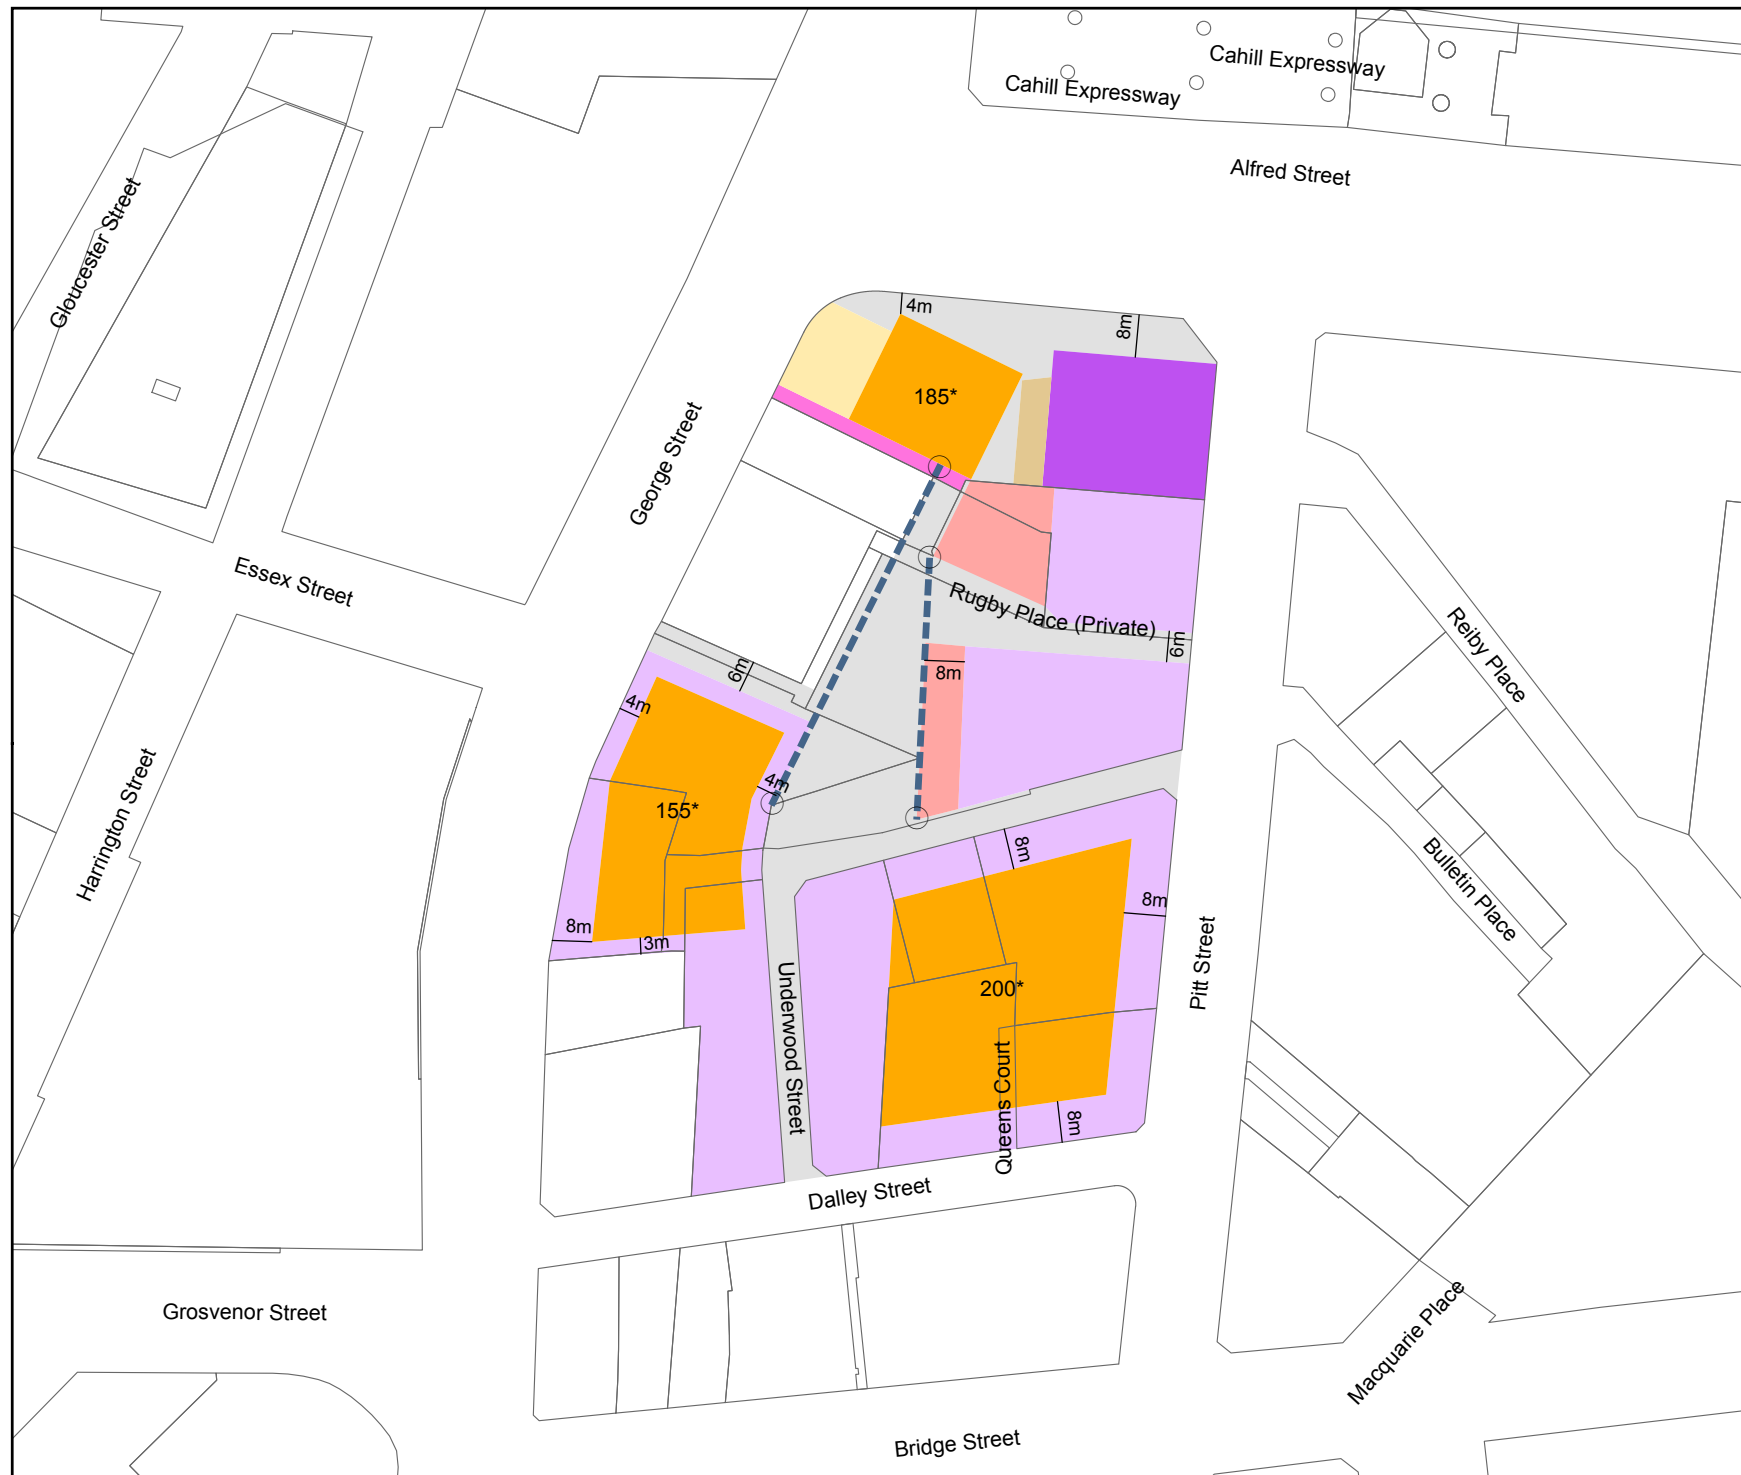 Cahill Expressway
Cahill Expressway
Alfred Street
Gloucester Street
4m
8m
185*
George Street
Essex Street
Rugby Place (Private)
6m
6m
8m
Reiby Place
4m
4m
155*
Harrington Street
8m
Bulletin Place
8m
8m
3m
Pitt Street
200*
Underwood Street
Queens Court
8m
Dalley Street
Grosvenor Street
Macquarie Place
Bridge Street